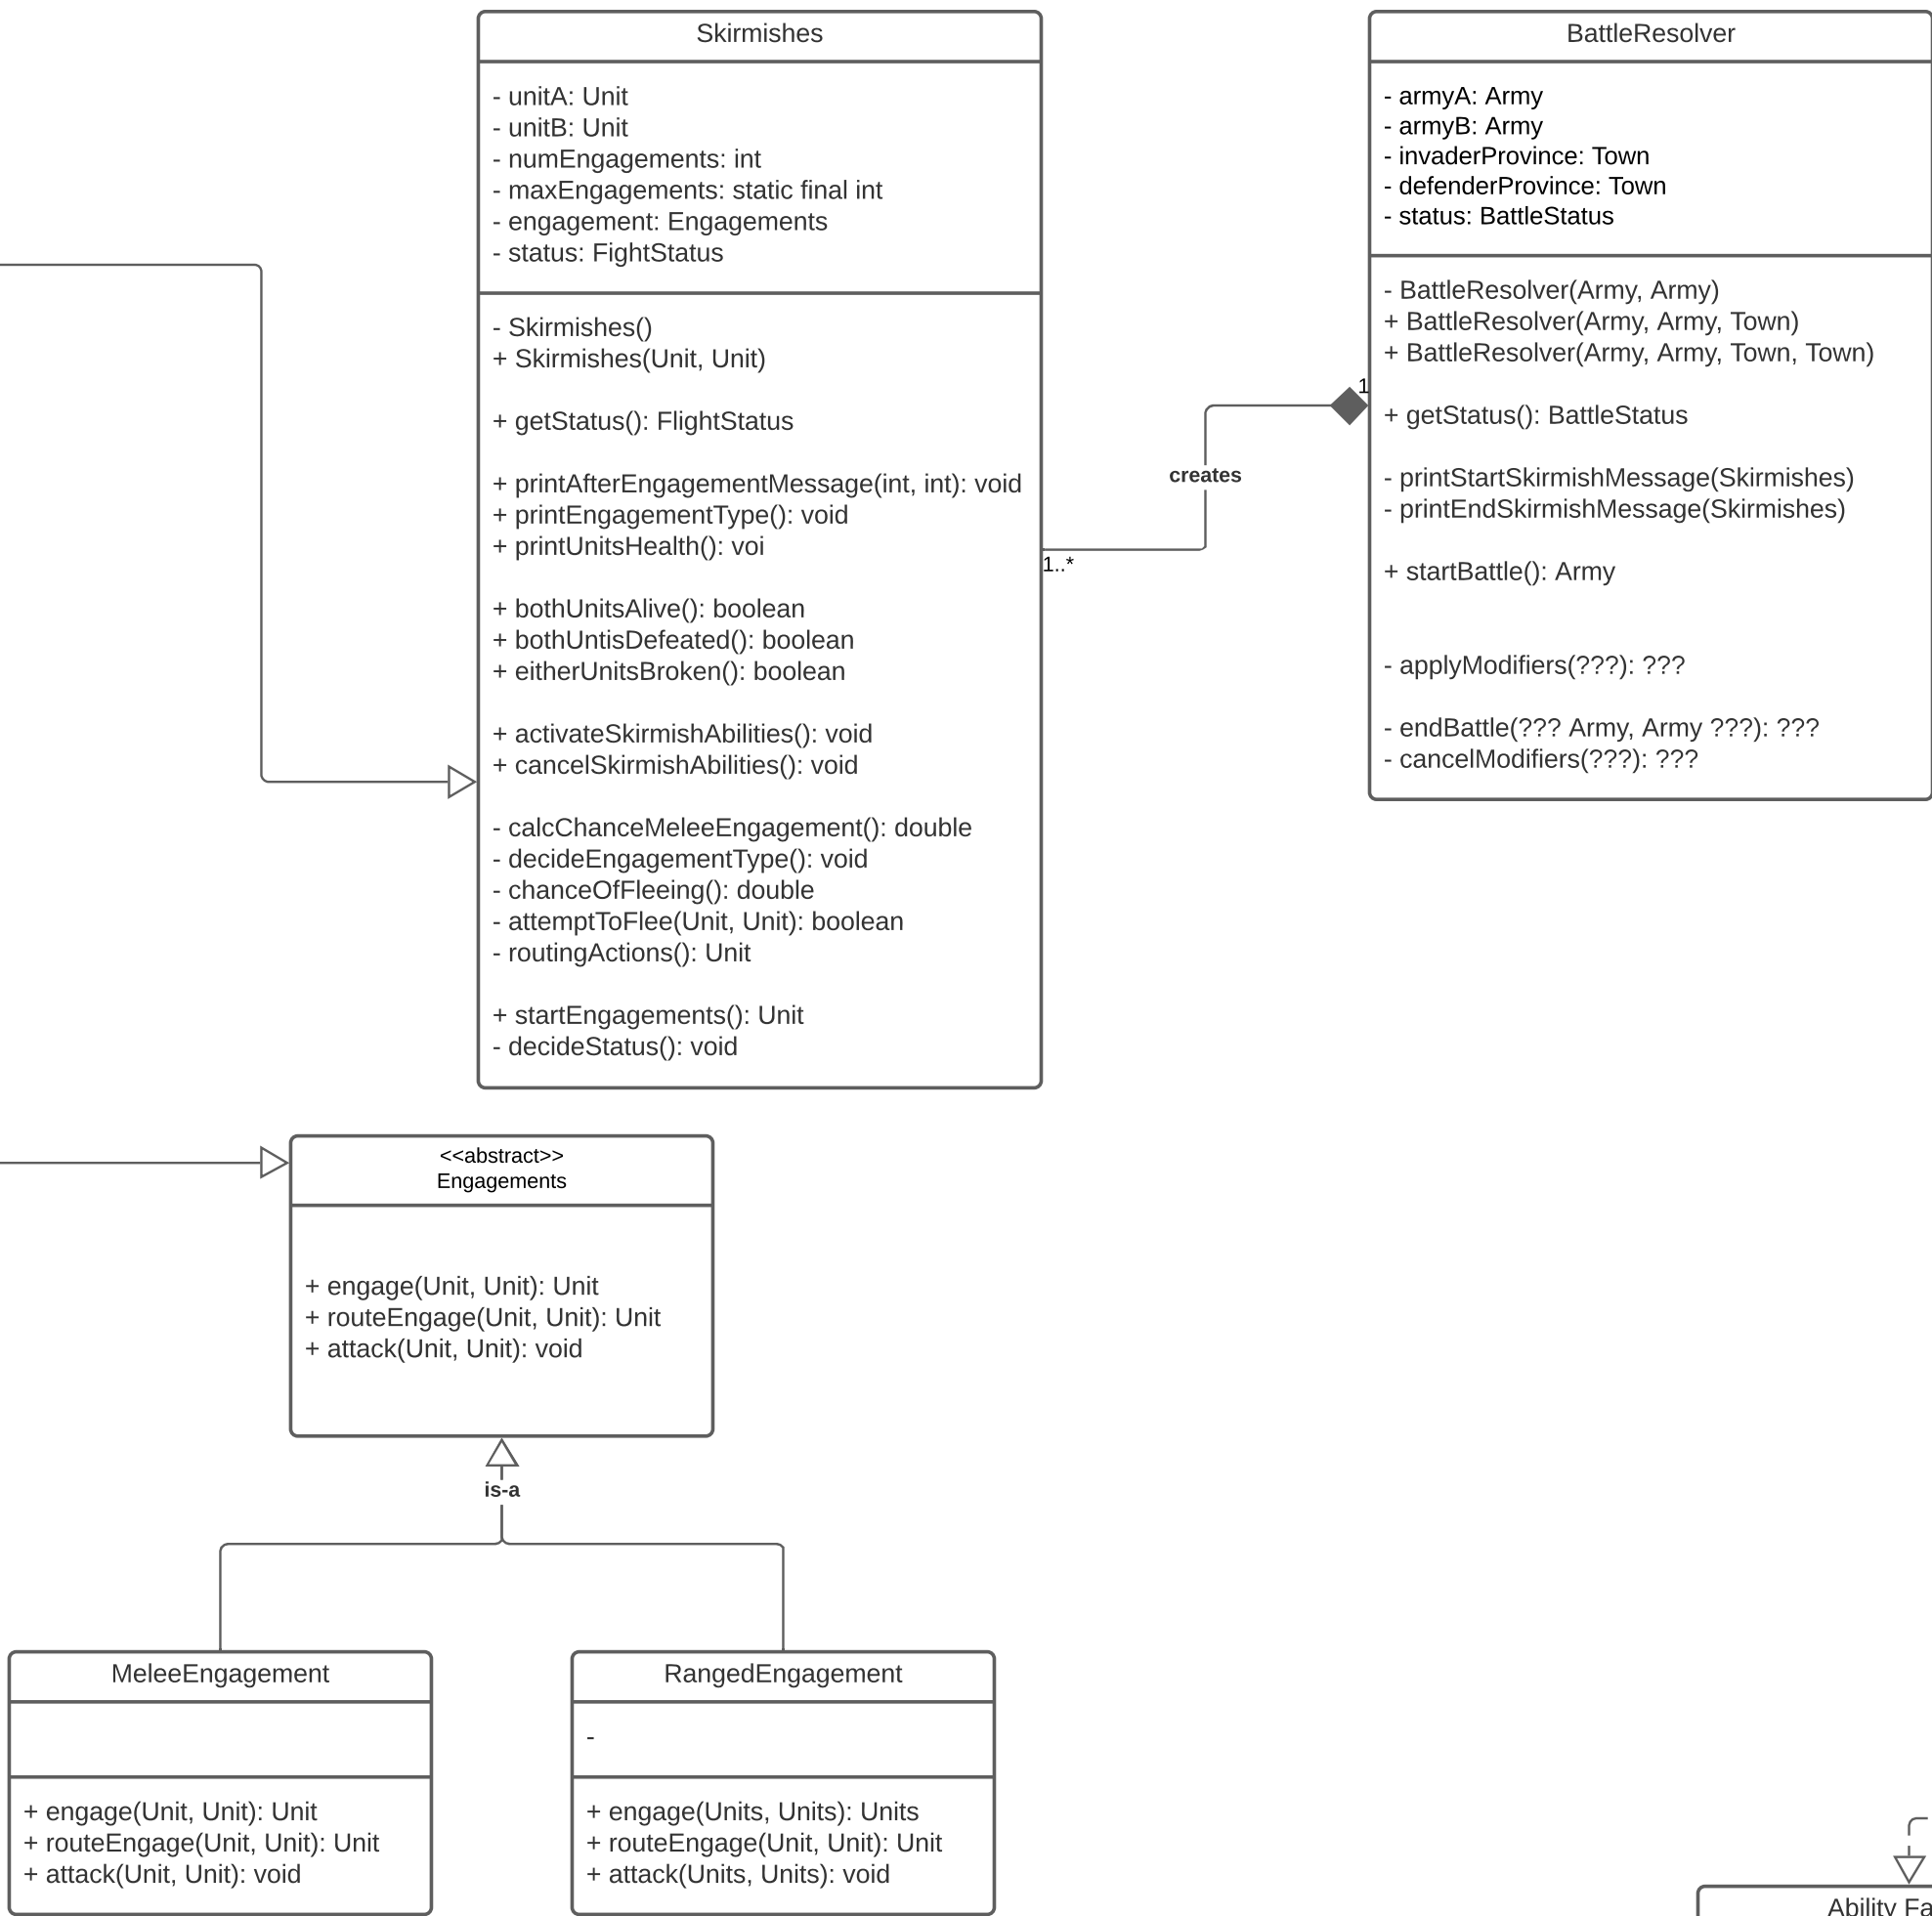 Skirmishes
- unitA: Unit
- unitB: Unit
- numEngagements: int
- maxEngagements: static final int
- engagement: Engagements
- status: FightStatus
- Skirmishes()
+ Skirmishes(Unit, Unit)
+ getStatus(): FlightStatus
+ printAfterEngagementMessage(int, int): void
+ printEngagementType(): void
+ printUnitsHealth(): voi
+ bothUnitsAlive(): boolean
+ bothUntisDefeated(): boolean
+ eitherUnitsBroken(): boolean
+ activateSkirmishAbilities(): void
+ cancelSkirmishAbilities(): void
- calcChanceMeleeEngagement(): double
- decideEngagementType(): void
- chanceOfFleeing(): double
- attemptToFlee(Unit, Unit): boolean
- routingActions(): Unit
+ startEngagements(): Unit
- decideStatus(): void
creates
1
1..*
BattleResolver
- armyA: Army
- armyB: Army
- invaderProvince: Town
- defenderProvince: Town
- status: BattleStatus
- BattleResolver(Army, Army)
+ BattleResolver(Army, Army, Town)
+ BattleResolver(Army, Army, Town, Town)
+ getStatus(): BattleStatus
- printStartSkirmishMessage(Skirmishes)
- printEndSkirmishMessage(Skirmishes)
+ startBattle(): Army
- applyModifiers(???): ???
- endBattle(??? Army, Army ???): ???
- cancelModifiers(???): ???
<<abstract>>
Engagements
+ engage(Unit, Unit): Unit
+ routeEngage(Unit, Unit): Unit
+ attack(Unit, Unit): void
is-a
MeleeEngagement
+ engage(Unit, Unit): Unit
+ routeEngage(Unit, Unit): Unit
+ attack(Unit, Unit): void
RangedEngagement
-
+ engage(Units, Units): Units
+ routeEngage(Unit, Unit): Unit
+ attack(Units, Units): void
Ability Fa